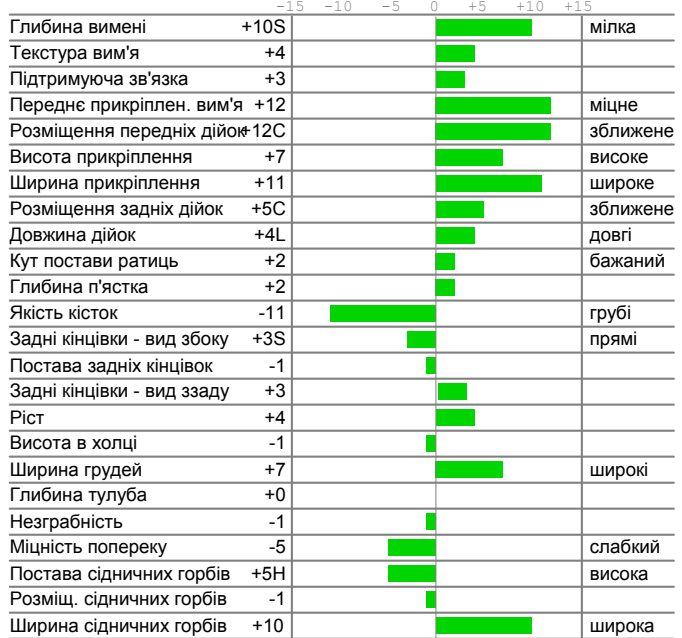 -15 -10 -5 0 +5 +10 +15
Глибина вимені +10S мілка
Текстура вим'я +4
Підтримуюча зв'язка +3
Переднє прикріплен. вим'я +12 міцне
Розміщення передніх дійок +12C зближене
Висота прикріплення +7 високе
Ширина прикріплення +11 широке
Розміщення задніх дійок +5C зближене
Довжина дійок +4L довгі
Кут постави ратиць +2 бажаний
Глибина п'ястка +2
Якість кісток -11 грубі
Задні кінцівки - вид збоку +3S прямі
Постава задніх кінцівок -1
Задні кінцівки - вид ззаду +3
Ріст +4
Висота в холці -1
Ширина грудей +7 широкі
Глибина тулуба +0
Незграбність -1
Міцність попереку -5 слабкий
Постава сідничних горбів +5H висока
Розміщ. сідничних горбів -1
Ширина сідничних горбів +10 широка